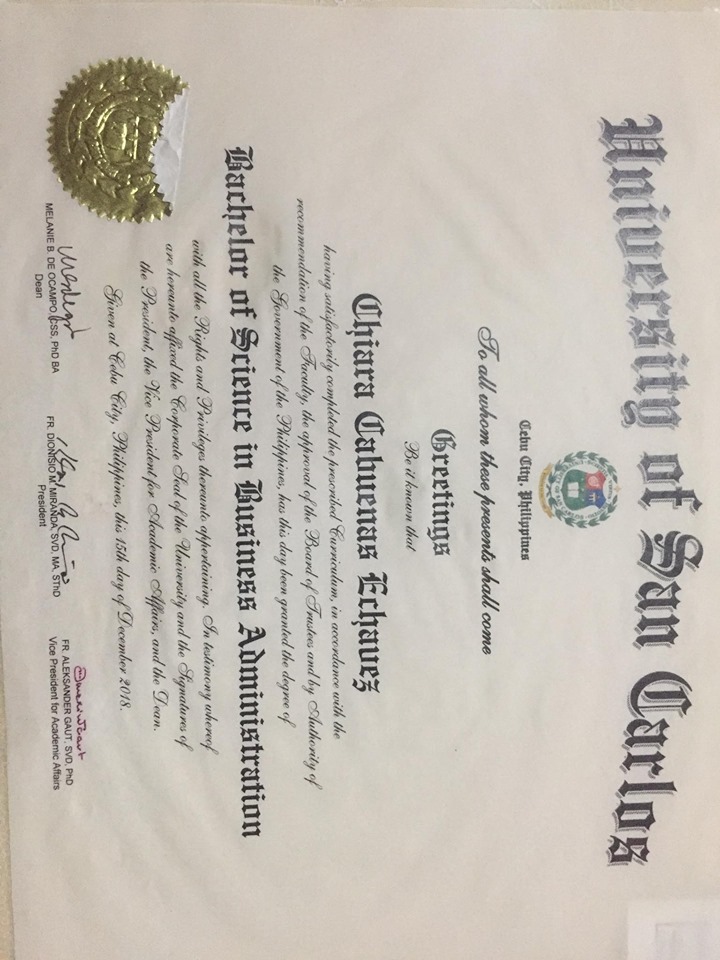 University of San Carlos
Cebu City, Philippines
To all whom these presents shall come
Greetings
Be it known that
Chiara Cabuenas Echavez
having satisfactorily completed the prescribed Curriculum, in accordance with the
recommendation of the Faculty, the approval of the Board of Trustees and by Authority of
the Government of the Philippines, has this day been granted the degree of
Bachelor of Science in Business Administration
with all the Rights and Privileges thereunto appertaining. In testimony whereof
are hereunto affixed the Corporate Seal of the University and the Signatures of
the President, the Vice President for Academic Affairs, and the Dean.
Given at Cebu City, Philippines, this 15th day of December 2018.
MELANIE B. DE OCAMPO, CSS, PhD BA
Dean
FR. DIONISIO M. MIRANDA, SVD, MA, SThD
President
FR. ALEKSANDER GAUT, SVD, PhD
Vice President for Academic Affairs